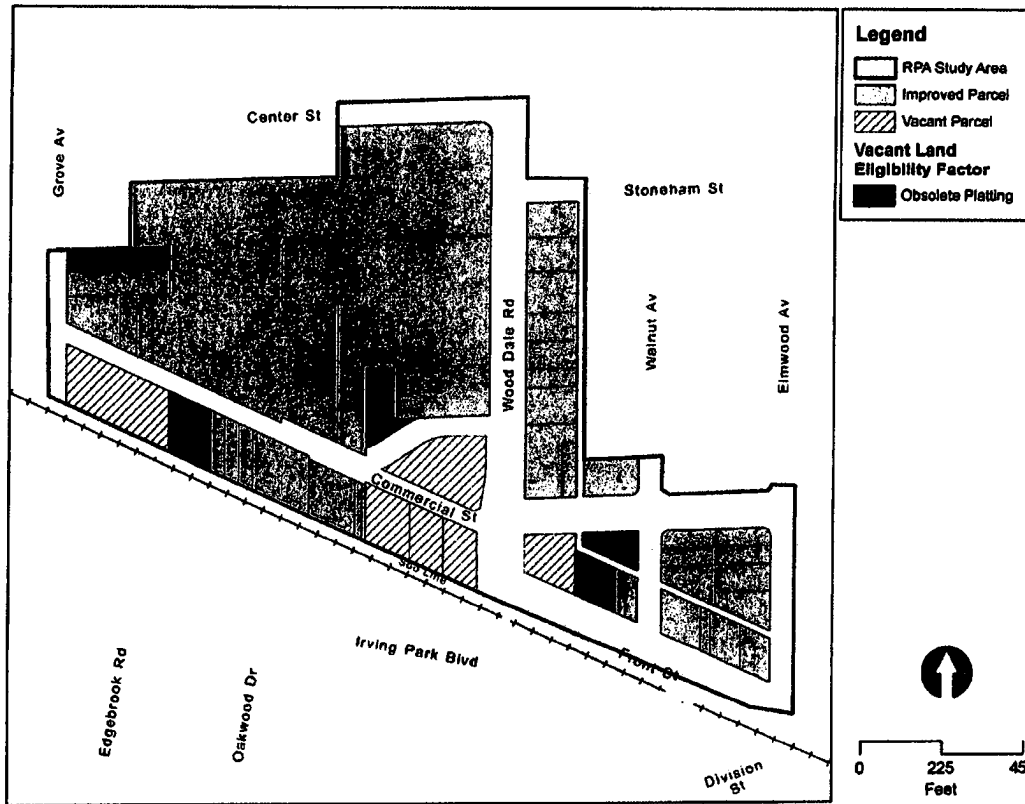 Legend
RPA Study Area
Improved Parcel
Vacant Parcel
Vacant Land
Eligibility Factor
Obsolete Platting
Center St
Grove Av
Stoneham St
Wood Dale Rd
Walnut Av
Elmwood Av
Commercial St
Soo Line
Irving Park Blvd
Front St
Edgebrook Rd
Oakwood Dr
Division
St
0 225 45
Feet